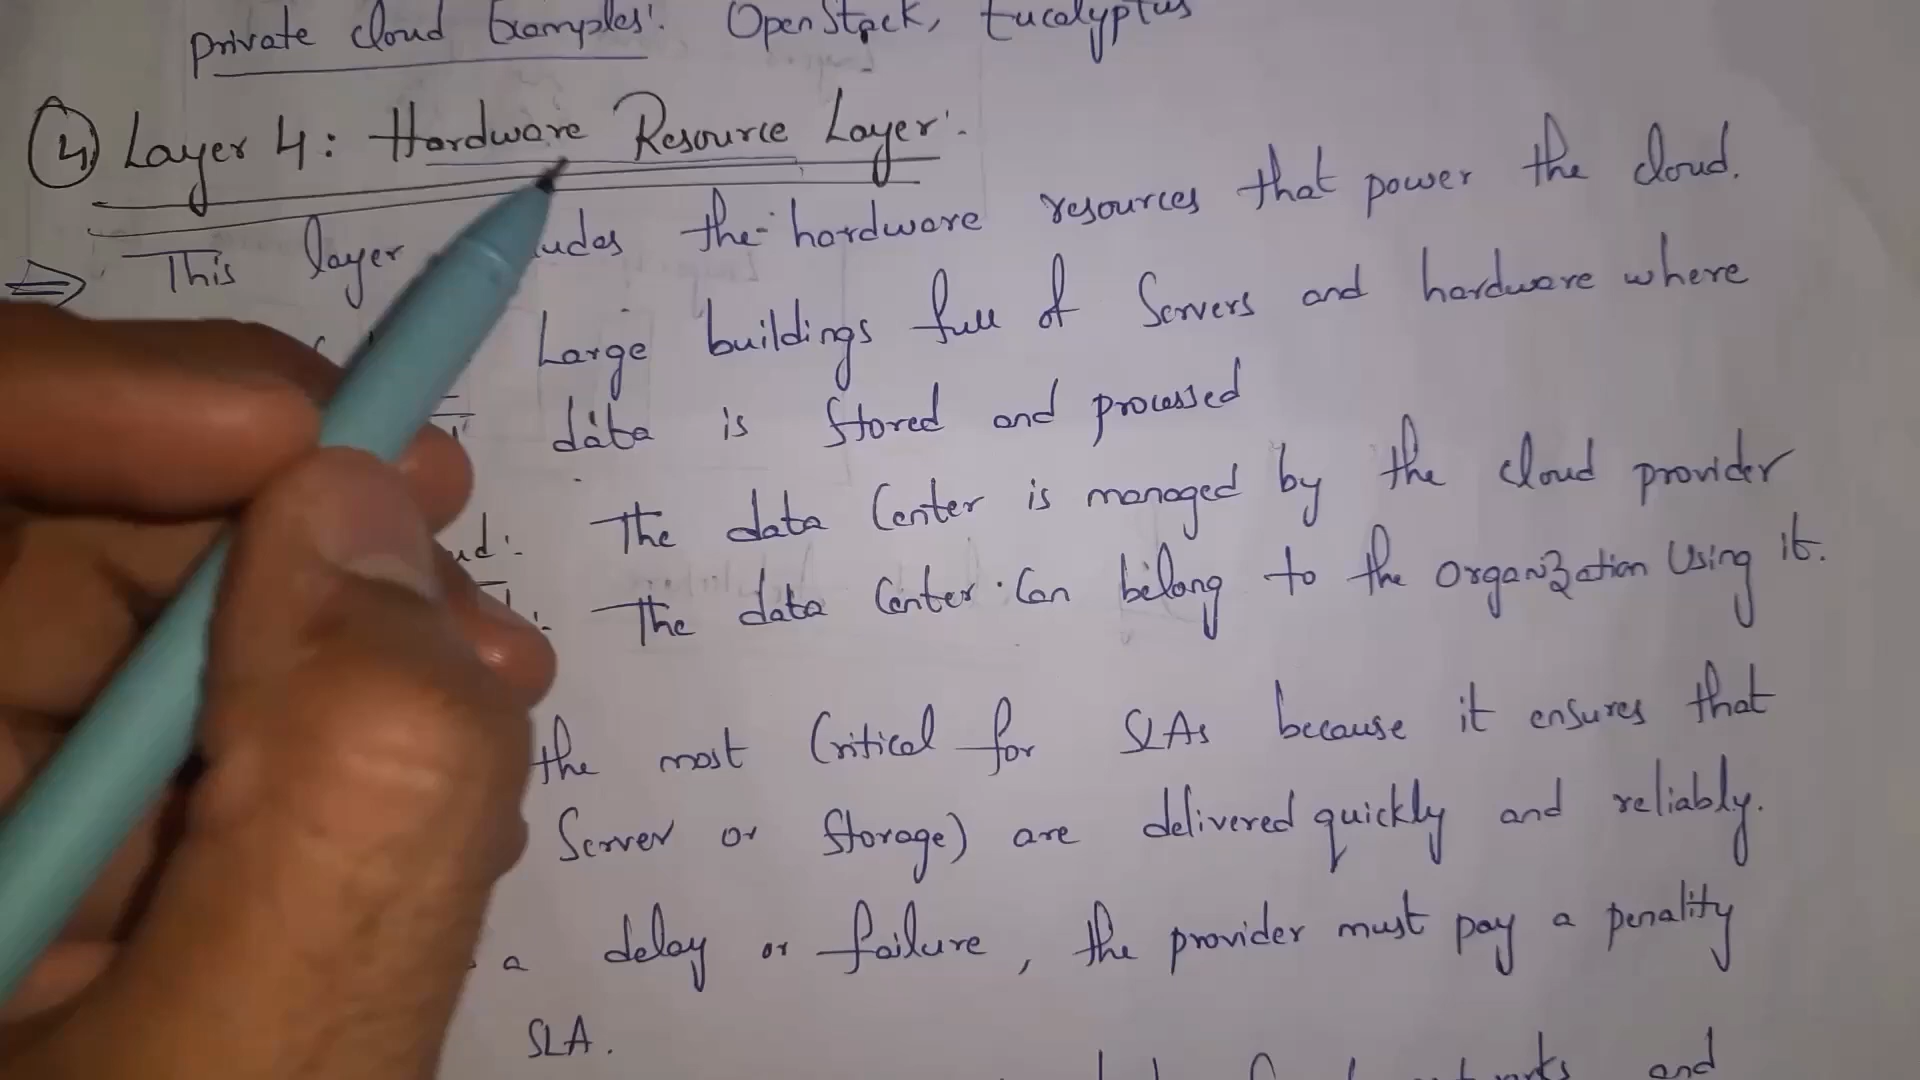 private cloud Examples: OpenStack, Eucalyptus
4) Layer 4: Hardware Resource Layer:-
This layer the hardware resources that power the cloud.
Large buildings full of Servers and hardware where
data is stored and processed
The data Center is managed by the cloud provider
The data Center Can belong to the Organization Using it.
the most Critical for SLAs because it ensures that
Server or Storage) are delivered quickly and reliably.
a delay or failure, the provider must pay a penality
SLA.
and